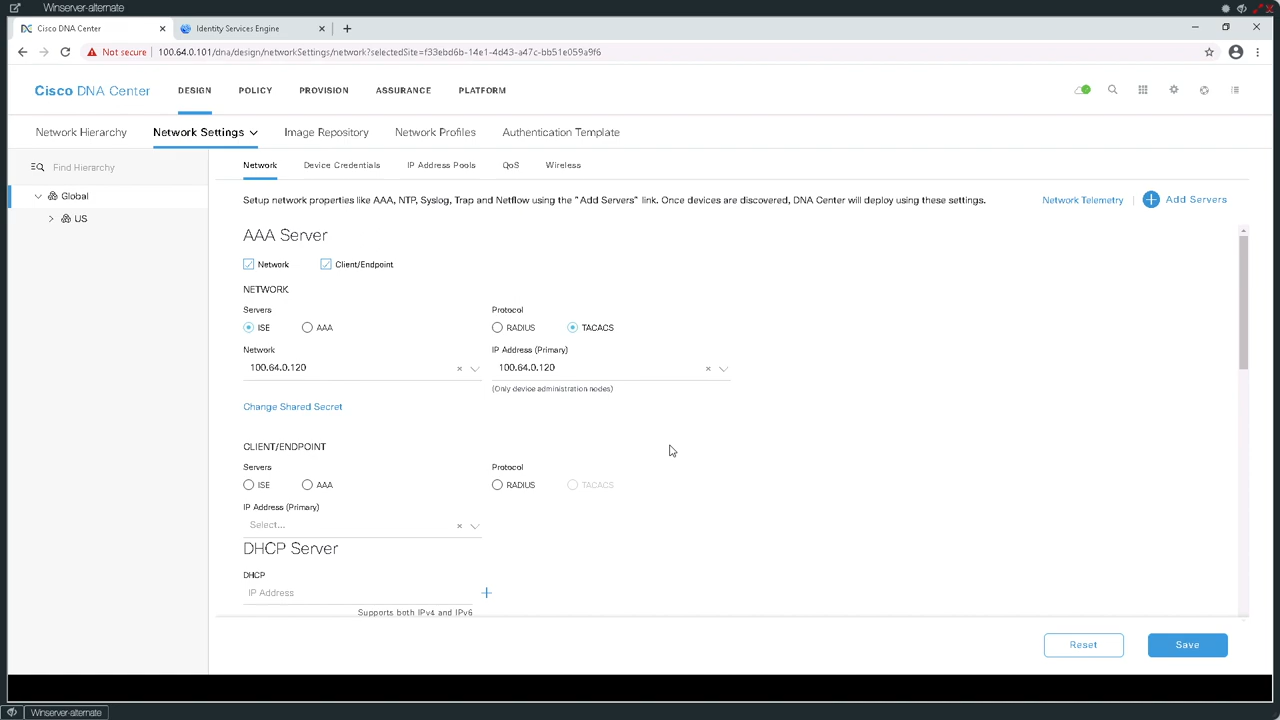 Winserver-alternate
Cisco DNA Center
Identity Services Engine
Not secure 100.64.0.101/dna/design/networkSettings/network?selectedSite=f33ebd6b-14e1-4d43-a47c-bb51e059a9f6
Cisco DNA Center DESIGN POLICY PROVISION ASSURANCE PLATFORM
Network Hierarchy Network Settings Image Repository Network Profiles Authentication Template
Find Hierarchy
Global
US
Network Device Credentials IP Address Pools QoS Wireless
Setup network properties like AAA, NTP, Syslog, Trap and Netflow using the "Add Servers" link. Once devices are discovered, DNA Center will deploy using these settings. Network Telemetry Add Servers
AAA Server
Network Client/Endpoint
NETWORK
Servers Protocol
ISE AAA RADIUS TACACS
Network IP Address (Primary)
100.64.0.120 100.64.0.120
(Only device administration nodes)
Change Shared Secret
CLIENT/ENDPOINT
Servers Protocol
ISE AAA RADIUS TACACS
IP Address (Primary)
Select...
DHCP Server
DHCP
IP Address
Supports both IPv4 and IPv6
Reset Save
Winserver-alternate